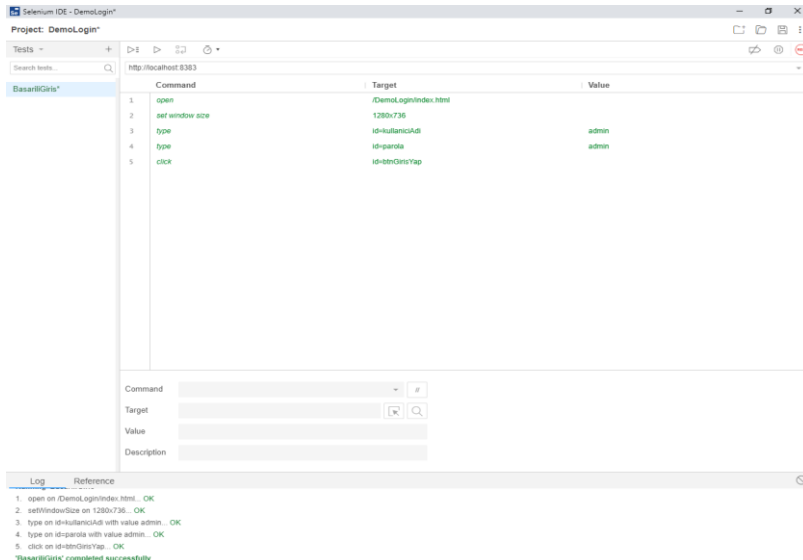 Selenium IDE - DemoLogin*
Project: DemoLogin*
Tests
Search tests...
http://localhost:8383
BasariliGiris*
Command Target Value
1 open /DemoLogin/index.html
2 set window size 1280x736
3 type id=kullaniciAdi admin
4 type id=parola admin
5 click id=btnGirisYap
Command
//
Target
Value
Description
Log Reference
1. open on /DemoLogin/index.html... OK
2. setWindowSize on 1280x736... OK
3. type on id=kullaniciAdi with value admin... OK
4. type on id=parola with value admin... OK
5. click on id=btnGirisYap... OK
'BasariliGiris' completed successfully